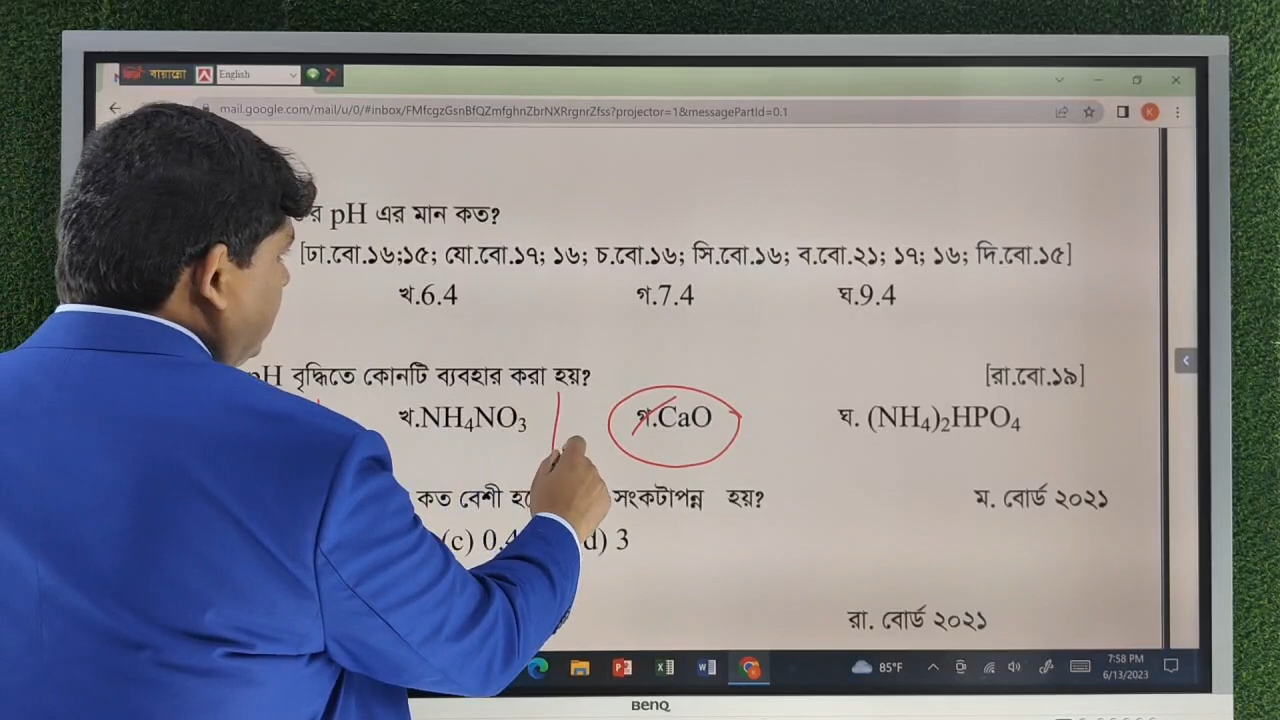 বায়ান্নো English
mail.google.com/mail/u/0/#inbox/FMfcgzGsnBfQZmfghnZbrNXRrgnrZfss?projector=1&messagePartId=0.1
K
pH এর মান কত?
[ঢা.বো.১৬;১৫; যো.বো.১৭; ১৬; চ.বো.১৬; সি.বো.১৬; ব.বো.২১; ১৭; ১৬; দি.বো.১৫]
খ.6.4 গ.7.4 ঘ.9.4
pH বৃদ্ধিতে কোনটি ব্যবহার করা হয়? [রা.বো.১৯]
খ.NH₄NO₃ গ.CaO ঘ. (NH₄)₂HPO₄
কত বেশী সংকটাপন্ন হয়? ম. বোর্ড ২০২১
(c) 0.4 d) 3
রা. বোর্ড ২০২১
85°F 7:58 PM
6/13/2023
BenQ